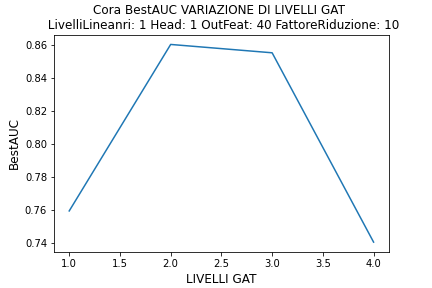 Cora BestAUC VARIAZIONE DI LIVELLI GAT
LivelliLineanri: 1 Head: 1 OutFeat: 40 FattoreRiduzione: 10
0.86
0.84
0.82
0.80
0.78
0.76
0.74
BestAUC
1.0 1.5 2.0 2.5 3.0 3.5 4.0
LIVELLI GAT